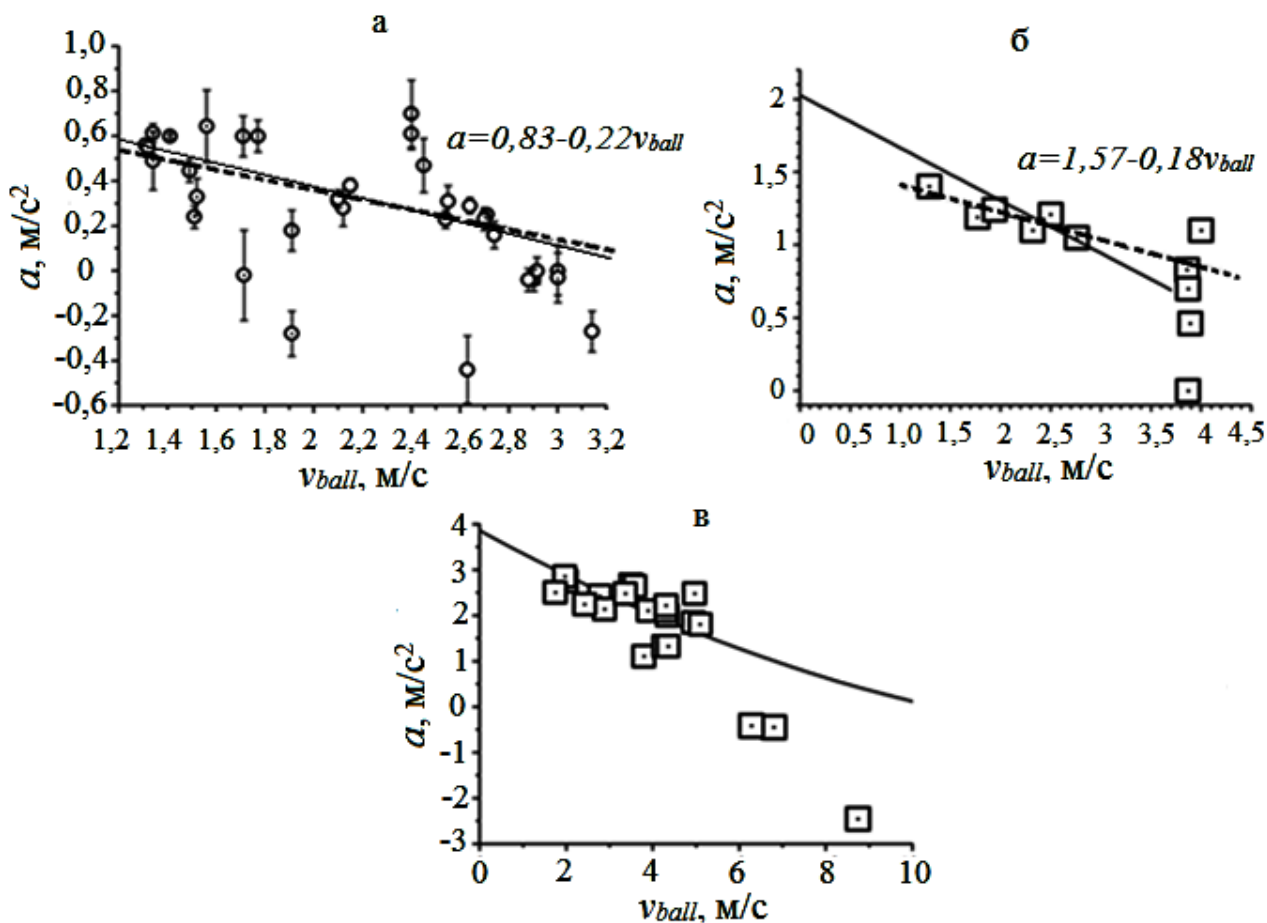 а
1,0
0,8
0,6
0,4
0,2
0
-0,2
-0,4
-0,6
a, м/с²
a=0,83-0,22vball
1,2 1,4 1,6 1,8 2 2,2 2,4 2,6 2,8 3 3,2
vball, м/с
б
2
1,5
1
0,5
0
a, м/с²
a=1,57-0,18vball
0 0,5 1,0 1,5 2 2,5 3 3,5 4 4,5
vball, м/с
в
4
3
2
1
0
-1
-2
-3
a, м/с²
0 2 4 6 8 10
vball, м/с